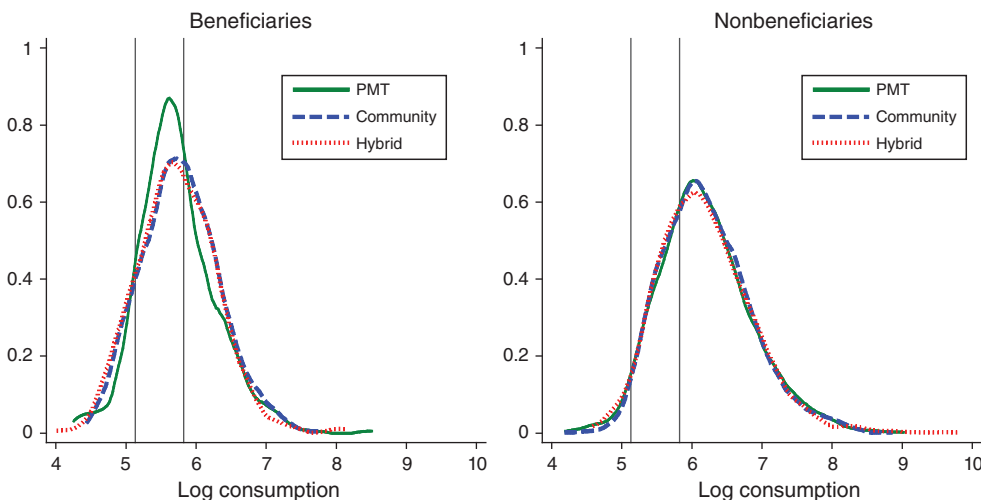 Beneficiaries
1
0.8
0.6
0.4
0.2
0
4 5 6 7 8 9 10
Log consumption
PMT
Community
Hybrid
Nonbeneficiaries
1
0.8
0.6
0.4
0.2
0
4 5 6 7 8 9 10
Log consumption
PMT
Community
Hybrid